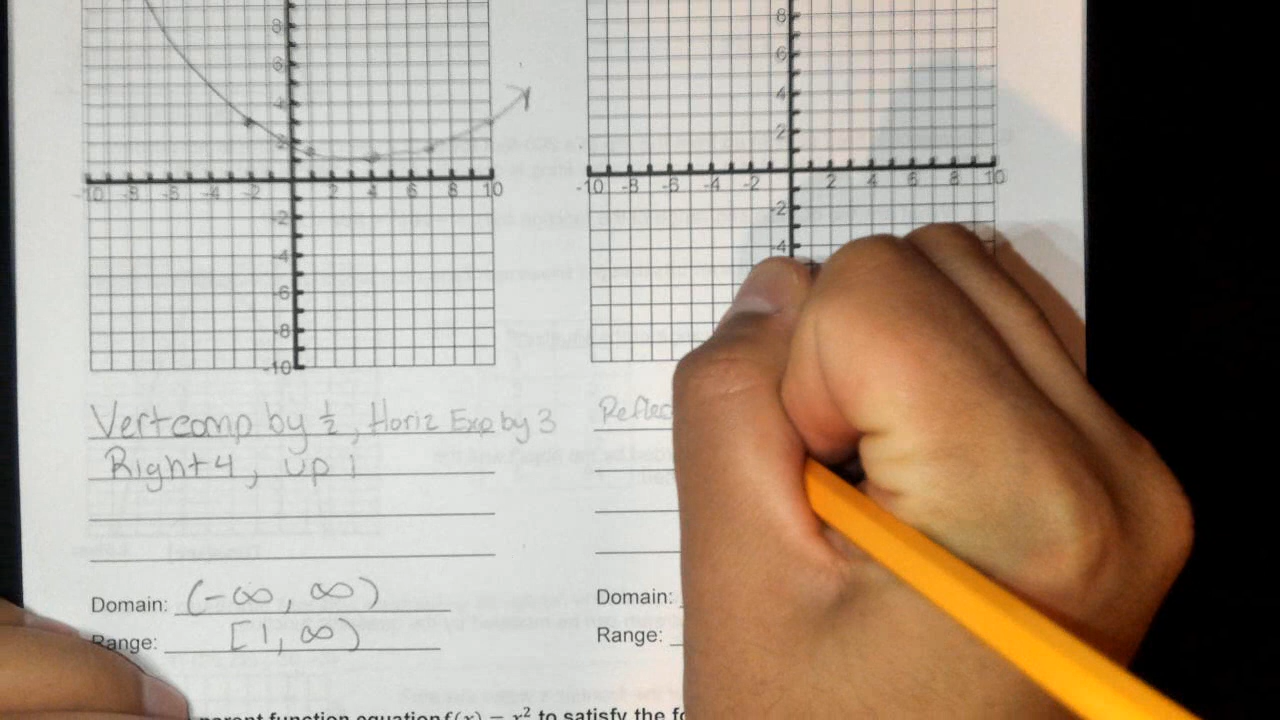 8 8
6 6
4 4
2 2
-10 -8 -6 -4 -2 2 4 6 8 10 -10 -8 -6 -4 -2 2 4 6 8 10
-2 -2
-4 -4
-6
-8
-10
Vert comp by ½, Horiz Exp by 3 Reflec
Right 4, up 1
Domain: (-∞, ∞) Domain:
Range: [1, ∞) Range:
parent function equation f(x) = x² to satisfy the fo